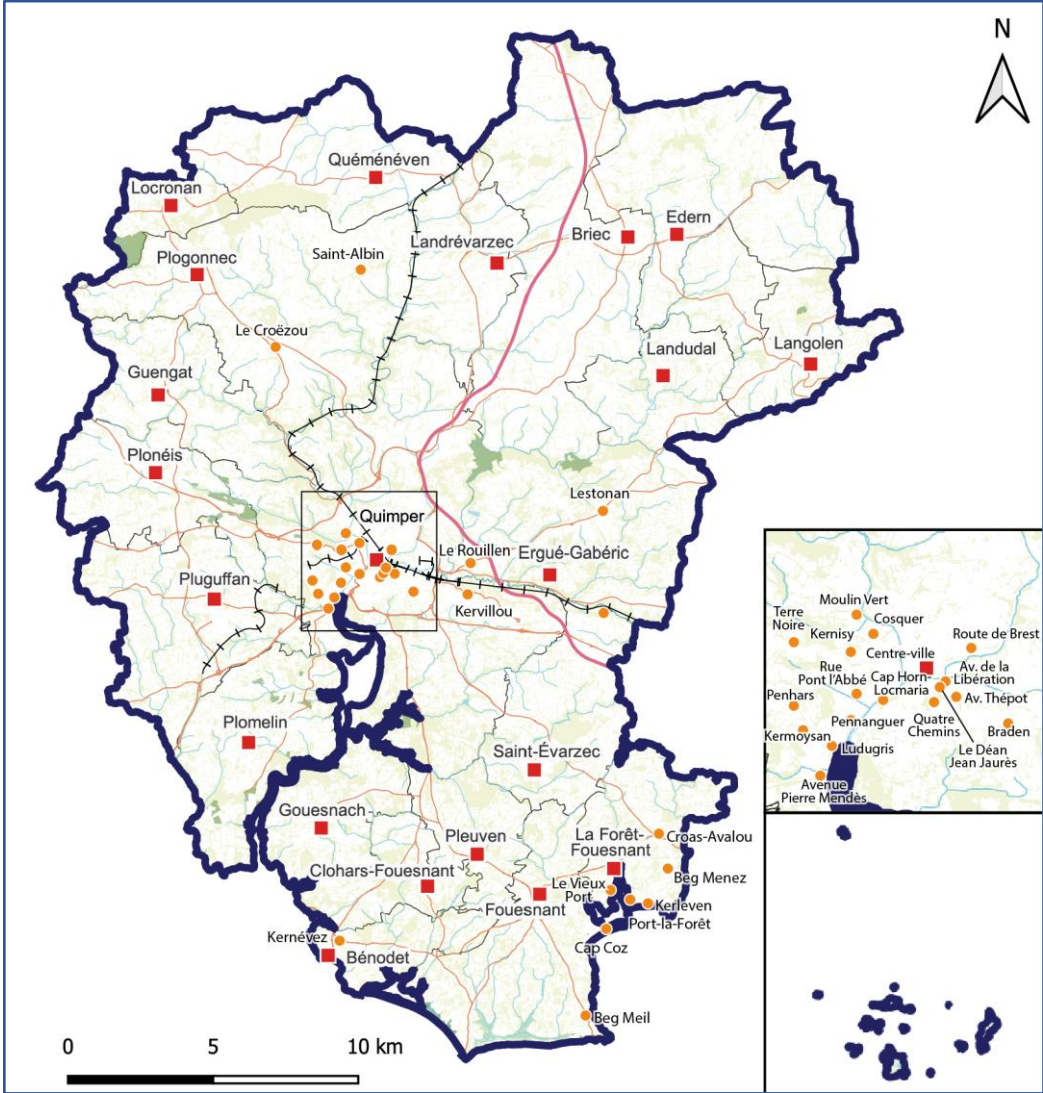 N
Quéménéven
Locronan
Edern
Briec
Landrévarzec
Saint-Albin
Plogonnec
Le Croëzou
Langolen
Landudal
Guengat
Plonéis
Lestonan
Quimper
Le Rouillen
Ergué-Gabéric
Pluguffan
Kervillou
Plomelin
Saint-Évarzec
Gouesnach
Pleuven
La Forêt-
Fouesnant
Croas-Avalou
Clohars-Fouesnant
Beg Menez
Le Vieux
Port
Kerleven
Fouesnant
Port-la-Forêt
Kernévez
Cap Coz
Bénodet
Beg Meil
0
5
10 km
Moulin Vert
Terre
Noire
Cosquer
Kernisy
Route de Brest
Centre-ville
Rue
Pont l'Abbé
Cap Horn-
Locmaria
Av. de la
Libération
Penhars
Av. Thépot
Pennanguer
Quatre
Chemins
Braden
Kermoysan
Ludugris
Le Déan
Jean Jaurès
Avenue
Pierre Mendès